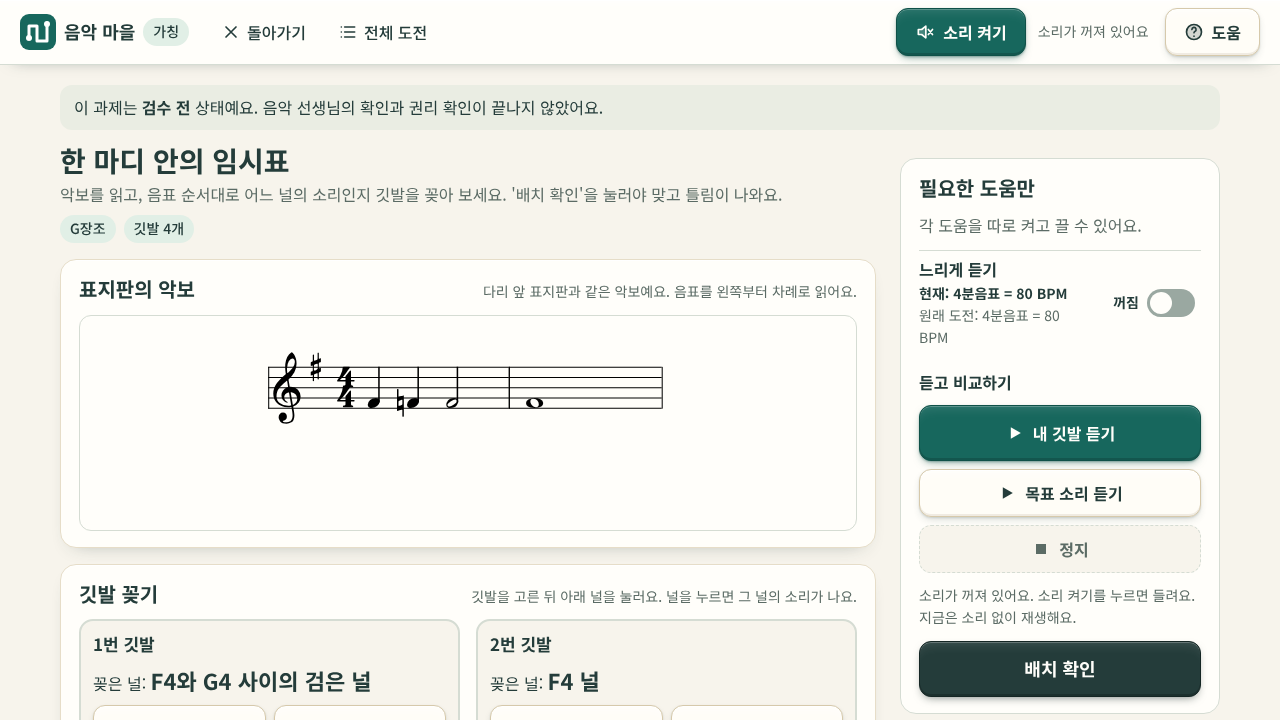 음악 마을 가칭 돌아가기 전체 도전 소리 켜기 소리가 꺼져 있어요 도움
이 과제는 검수 전 상태예요. 음악 선생님의 확인과 권리 확인이 끝나지 않았어요.
한 마디 안의 임시표
악보를 읽고, 음표 순서대로 어느 널의 소리인지 깃발을 꽂아 보세요. '배치 확인'을 눌러야 맞고 틀림이 나와요.
G장조 깃발 4개
표지판의 악보
다리 앞 표지판과 같은 악보예요. 음표를 왼쪽부터 차례로 읽어요.
4
4
깃발 꽂기
깃발을 고른 뒤 아래 널을 눌러요. 널을 누르면 그 널의 소리가 나요.
1번 깃발
꽂은 널: F4와 G4 사이의 검은 널
2번 깃발
꽂은 널: F4 널
필요한 도움만
각 도움을 따로 켜고 끌 수 있어요.
느리게 듣기
현재: 4분음표 = 80 BPM
원래 도전: 4분음표 = 80
BPM
꺼짐
듣고 비교하기
내 깃발 듣기
목표 소리 듣기
정지
소리가 꺼져 있어요. 소리 켜기를 누르면 들려요.
지금은 소리 없이 재생해요.
배치 확인